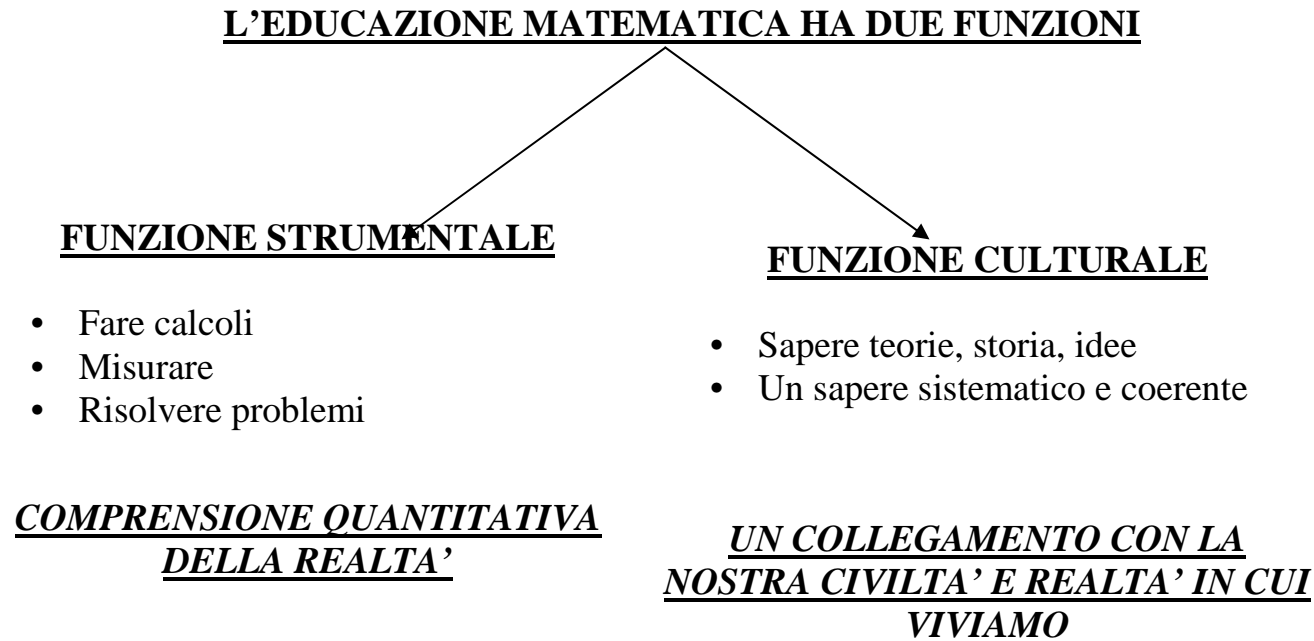 L'EDUCAZIONE MATEMATICA HA DUE FUNZIONI
FUNZIONE STRUMENTALE
• Fare calcoli
• Misurare
• Risolvere problemi
COMPRENSIONE QUANTITATIVA
DELLA REALTA'
FUNZIONE CULTURALE
• Sapere teorie, storia, idee
• Un sapere sistematico e coerente
UN COLLEGAMENTO CON LA
NOSTRA CIVILTA' E REALTA' IN CUI
VIVIAMO